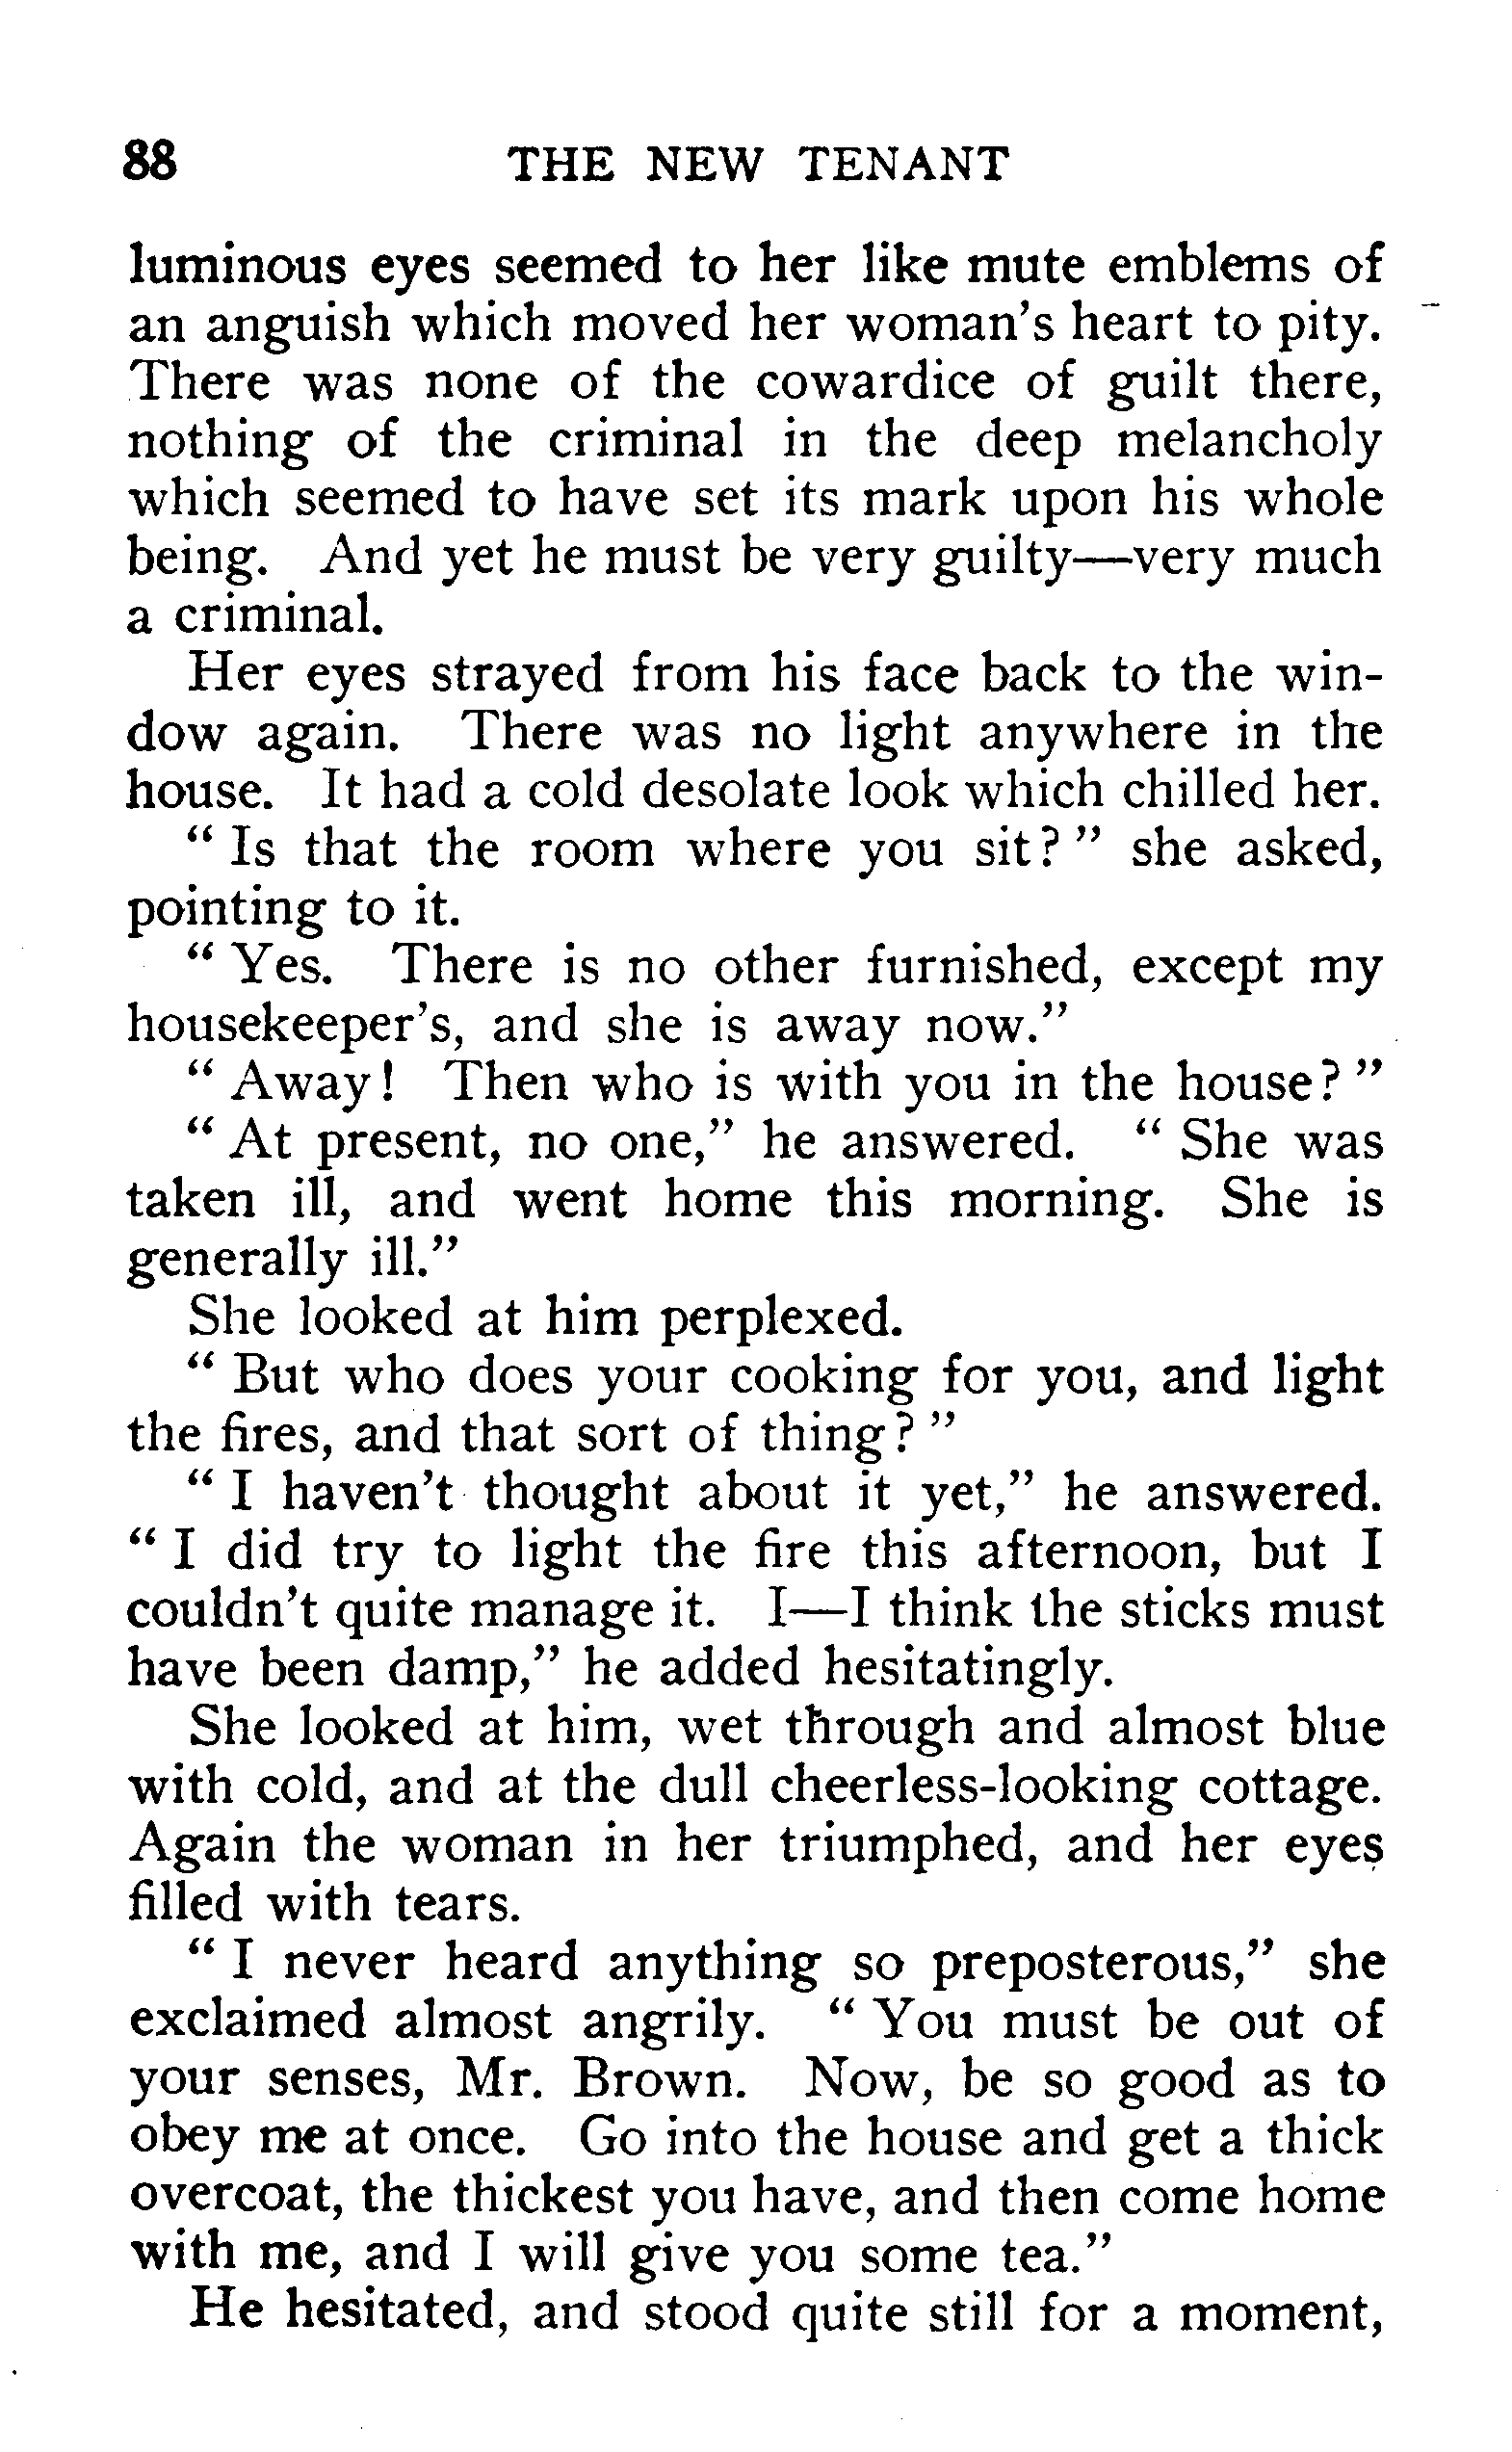 88 THE NEW TENANT
luminous eyes seemed to her like mute emblems of
an anguish which moved her woman's heart to pity.
There was none of the cowardice of guilt there,
nothing of the criminal in the deep melancholy
which seemed to have set its mark upon his whole
being. And yet he must be very guilty—very much
a criminal.
Her eyes strayed from his face back to the win-
dow again. There was no light anywhere in the
house. It had a cold desolate look which chilled her.
“ Is that the room where you sit? ” she asked,
pointing to it.
“ Yes. There is no other furnished, except my
housekeeper's, and she is away now.”
“ Away! Then who is with you in the house? ”
“ At present, no one,” he answered. “ She was
taken ill, and went home this morning. She is
generally ill.”
She looked at him perplexed.
“ But who does your cooking for you, and light
the fires, and that sort of thing? ”
“ I haven't thought about it yet,” he answered.
“ I did try to light the fire this afternoon, but I
couldn't quite manage it. I—I think the sticks must
have been damp,” he added hesitatingly.
She looked at him, wet through and almost blue
with cold, and at the dull cheerless-looking cottage.
Again the woman in her triumphed, and her eyes
filled with tears.
“ I never heard anything so preposterous,” she
exclaimed almost angrily. “ You must be out of
your senses, Mr. Brown. Now, be so good as to
obey me at once. Go into the house and get a thick
overcoat, the thickest you have, and then come home
with me, and I will give you some tea.”
He hesitated, and stood quite still for a moment,